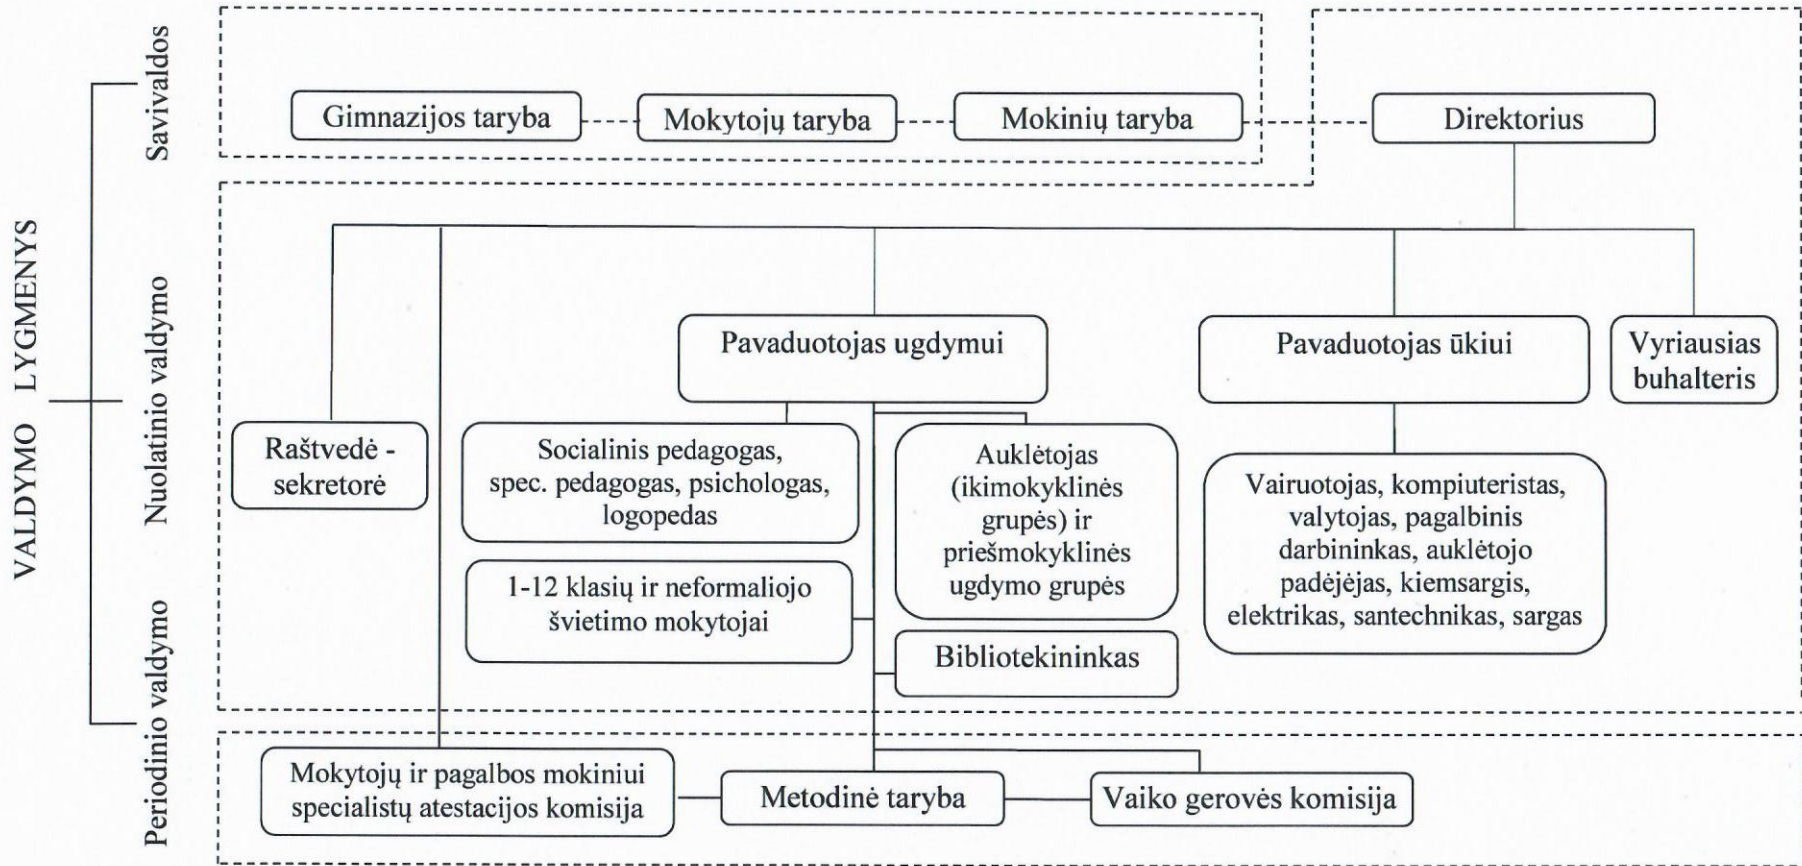 VALDYMO LYGMENYS
Savivaldos
Nuolatinio valdymo
Periodinio valdymo
Gimnazijos taryba
Mokytojų taryba
Mokinių taryba
Direktorius
Pavaduotojas ugdymui
Pavaduotojas ūkiui
Vyriausias
buhalteris
Raštvedė -
sekretorė
Socialinis pedagogas,
spec. pedagogas, psichologas,
logopedas
Auklėtojas
(ikimokyklinės
grupės) ir
priešmokyklinės
ugdymo grupės
Vairuotojas, kompiuteristas,
valytojas, pagalbinis
darbininkas, auklėtojo
padėjėjas, kiemsargis,
elektrikas, santechnikas, sargas
1-12 klasių ir neformaliojo
švietimo mokytojai
Bibliotekininkas
Mokytojų ir pagalbos mokiniui
specialistų atestacijos komisija
Metodinė taryba
Vaiko gerovės komisija